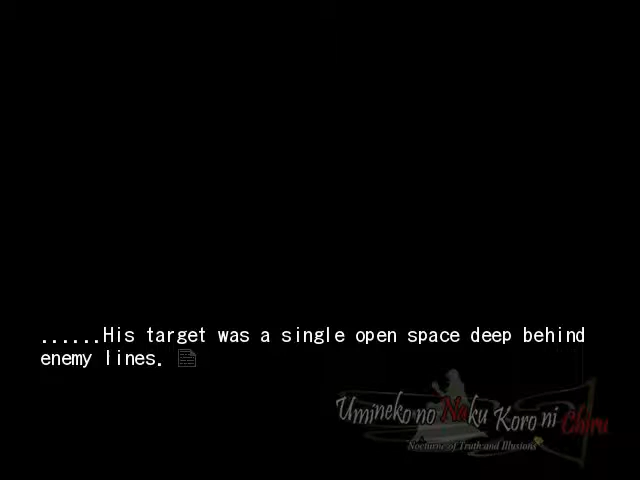 ......His target was a single open space deep behind
enemy lines.
Umineko no Naku Koro ni Chiru
Nocturne of Truth and Illusions